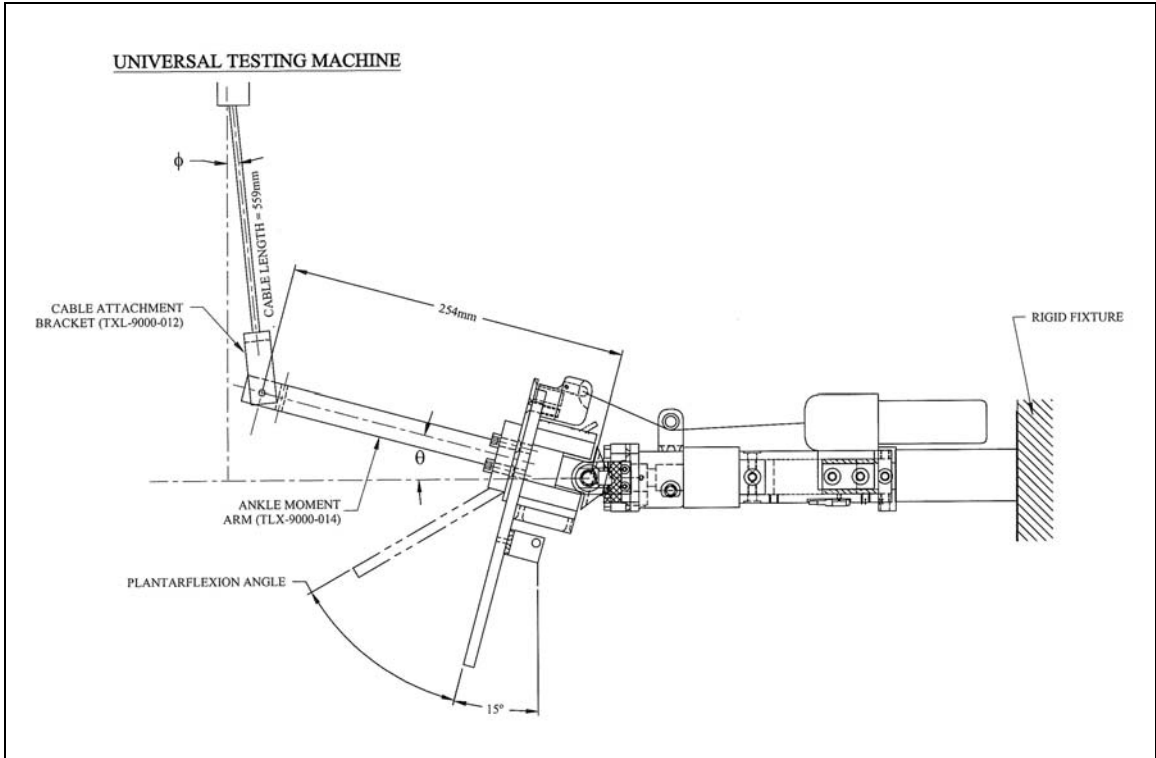 UNIVERSAL TESTING MACHINE
ϕ
CABLE LENGTH = 559mm
CABLE ATTACHMENT
BRACKET (TXL-9000-012)
254mm
RIGID FIXTURE
θ
ANKLE MOMENT
ARM (TLX-9000-014)
PLANTARFLEXION ANGLE
15°